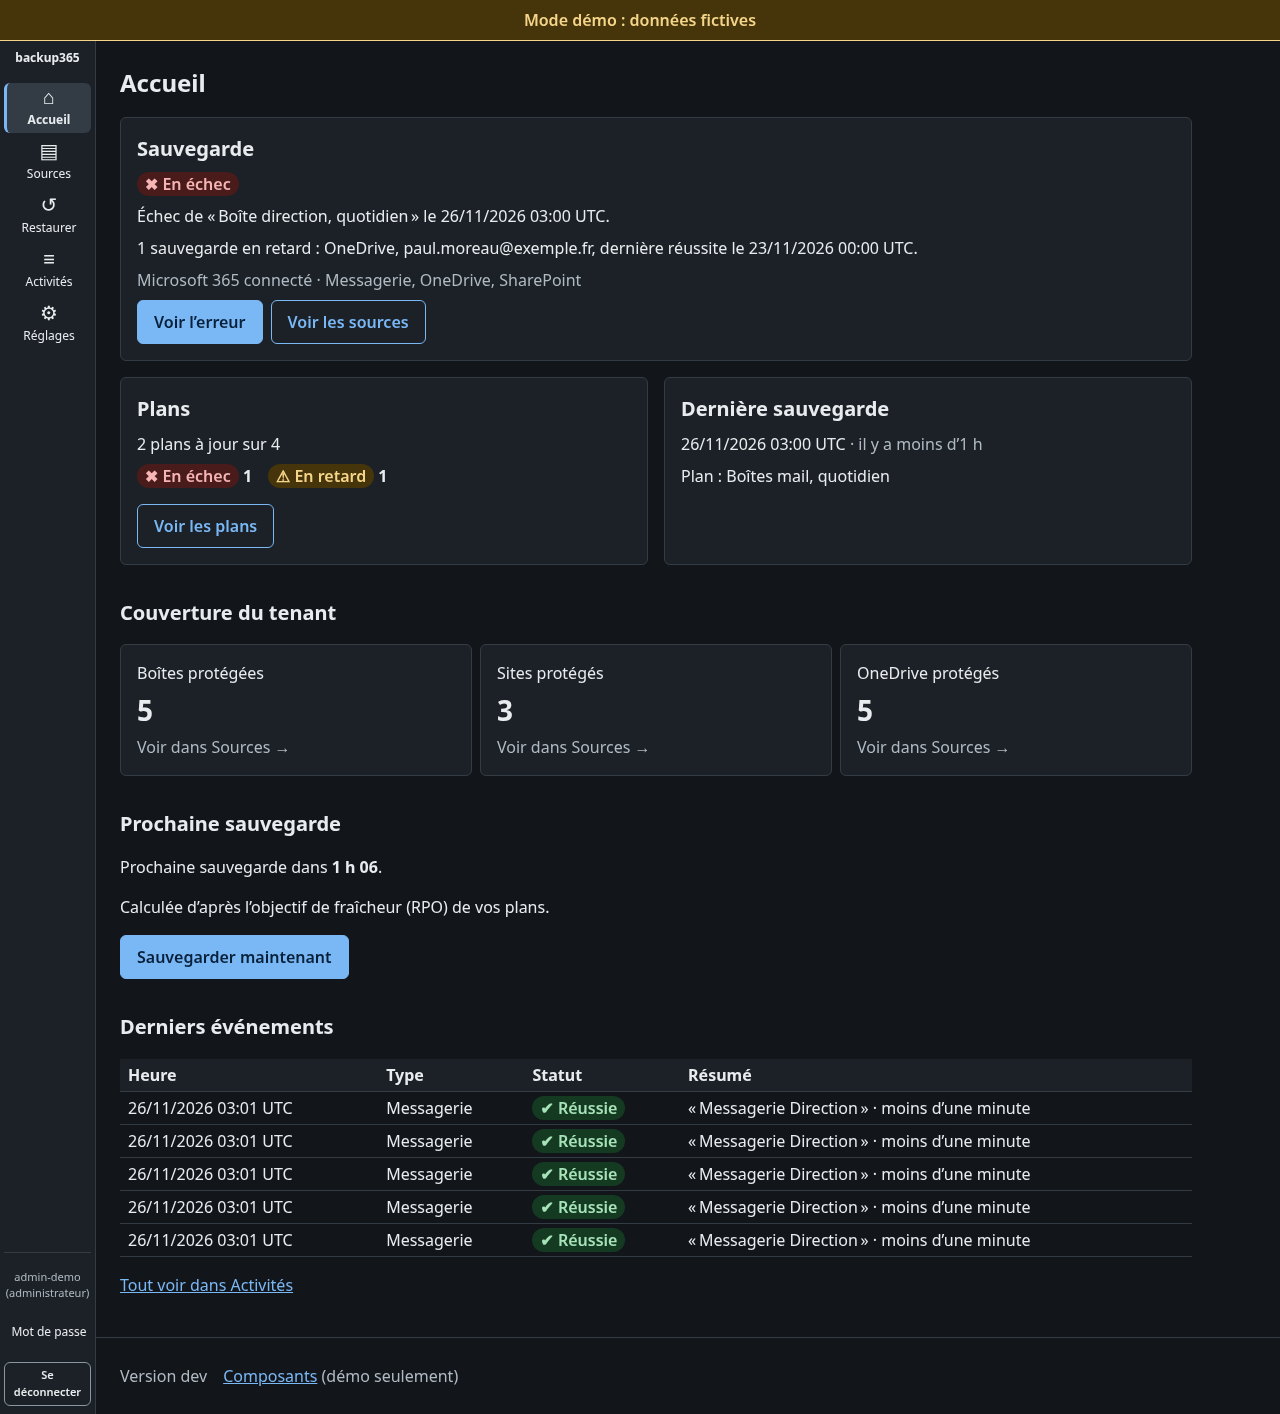 Mode démo : données fictives
backup365
Accueil
Sources
Restaurer
Activités
Réglages
admin-demo
(administrateur)
Mot de passe
Se
déconnecter
Accueil
Sauvegarde
✖ En échec
Échec de « Boîte direction, quotidien » le 26/11/2026 03:00 UTC.
1 sauvegarde en retard : OneDrive, paul.moreau@exemple.fr, dernière réussite le 23/11/2026 00:00 UTC.
Microsoft 365 connecté · Messagerie, OneDrive, SharePoint
Voir l’erreur Voir les sources
Plans
2 plans à jour sur 4
✖ En échec 1 ⚠ En retard 1
Voir les plans
Dernière sauvegarde
26/11/2026 03:00 UTC · il y a moins d’1 h
Plan : Boîtes mail, quotidien
Couverture du tenant
Boîtes protégées
5
Voir dans Sources →
Sites protégés
3
Voir dans Sources →
OneDrive protégés
5
Voir dans Sources →
Prochaine sauvegarde
Prochaine sauvegarde dans 1 h 06.
Calculée d’après l’objectif de fraîcheur (RPO) de vos plans.
Sauvegarder maintenant
Derniers événements
Heure Type Statut Résumé
26/11/2026 03:01 UTC Messagerie ✔ Réussie « Messagerie Direction » · moins d’une minute
26/11/2026 03:01 UTC Messagerie ✔ Réussie « Messagerie Direction » · moins d’une minute
26/11/2026 03:01 UTC Messagerie ✔ Réussie « Messagerie Direction » · moins d’une minute
26/11/2026 03:01 UTC Messagerie ✔ Réussie « Messagerie Direction » · moins d’une minute
26/11/2026 03:01 UTC Messagerie ✔ Réussie « Messagerie Direction » · moins d’une minute
Tout voir dans Activités
Version dev Composants (démo seulement)